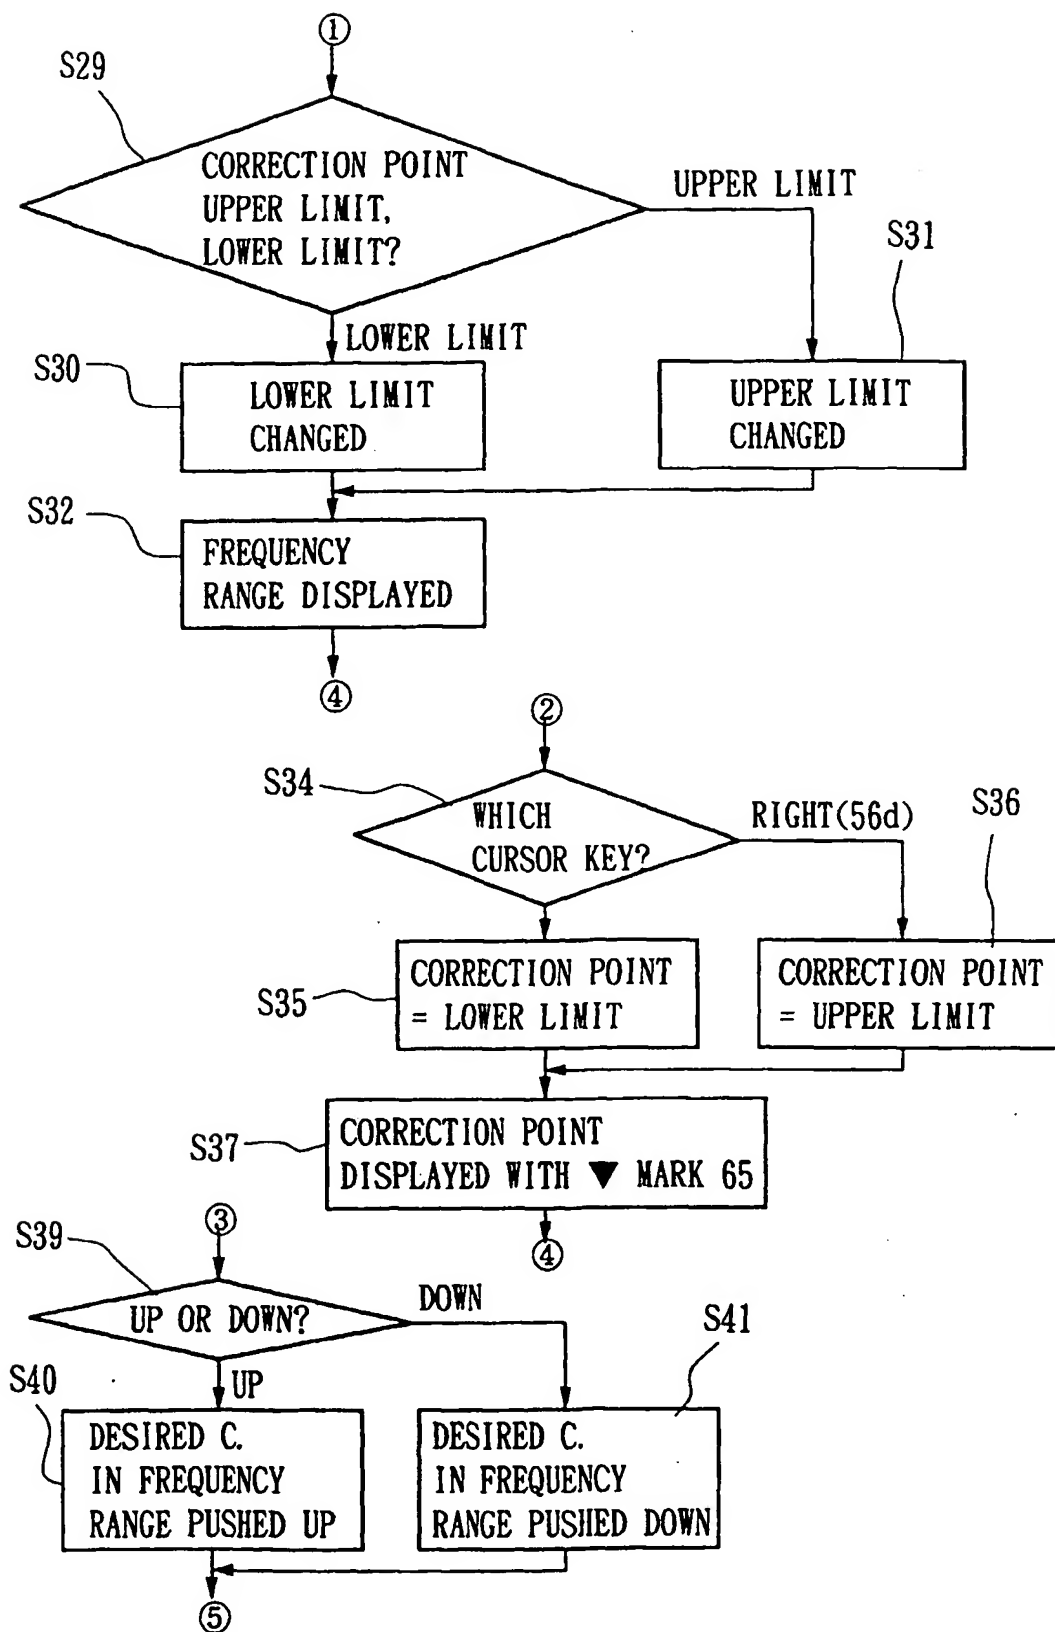 ①
S29
CORRECTION POINT
UPPER LIMIT,
LOWER LIMIT?
UPPER LIMIT
S31
LOWER LIMIT
S30
LOWER LIMIT
CHANGED
UPPER LIMIT
CHANGED
S32
FREQUENCY
RANGE DISPLAYED
④
②
S34
WHICH
CURSOR KEY?
RIGHT(56d)
S36
S35
CORRECTION POINT
= LOWER LIMIT
CORRECTION POINT
= UPPER LIMIT
S37
CORRECTION POINT
DISPLAYED WITH ▼ MARK 65
④
③
S39
UP OR DOWN?
DOWN
S41
S40
UP
DESIRED C.
IN FREQUENCY
RANGE PUSHED UP
DESIRED C.
IN FREQUENCY
RANGE PUSHED DOWN
⑤